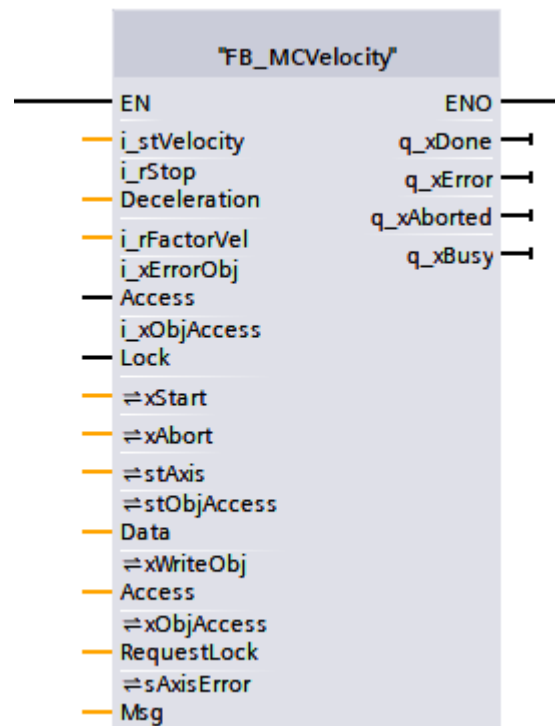 "FB_MCVelocity"
EN ENO
i_stVelocity q_xDone
i_rStop q_xError
Deceleration
q_xAborted
i_rFactorVel
q_xBusy
i_xErrorObj
Access
i_xObjAccess
Lock
⇌xStart
⇌xAbort
⇌stAxis
⇌stObjAccess
Data
⇌xWriteObj
Access
⇌xObjAccess
RequestLock
⇌sAxisError
Msg